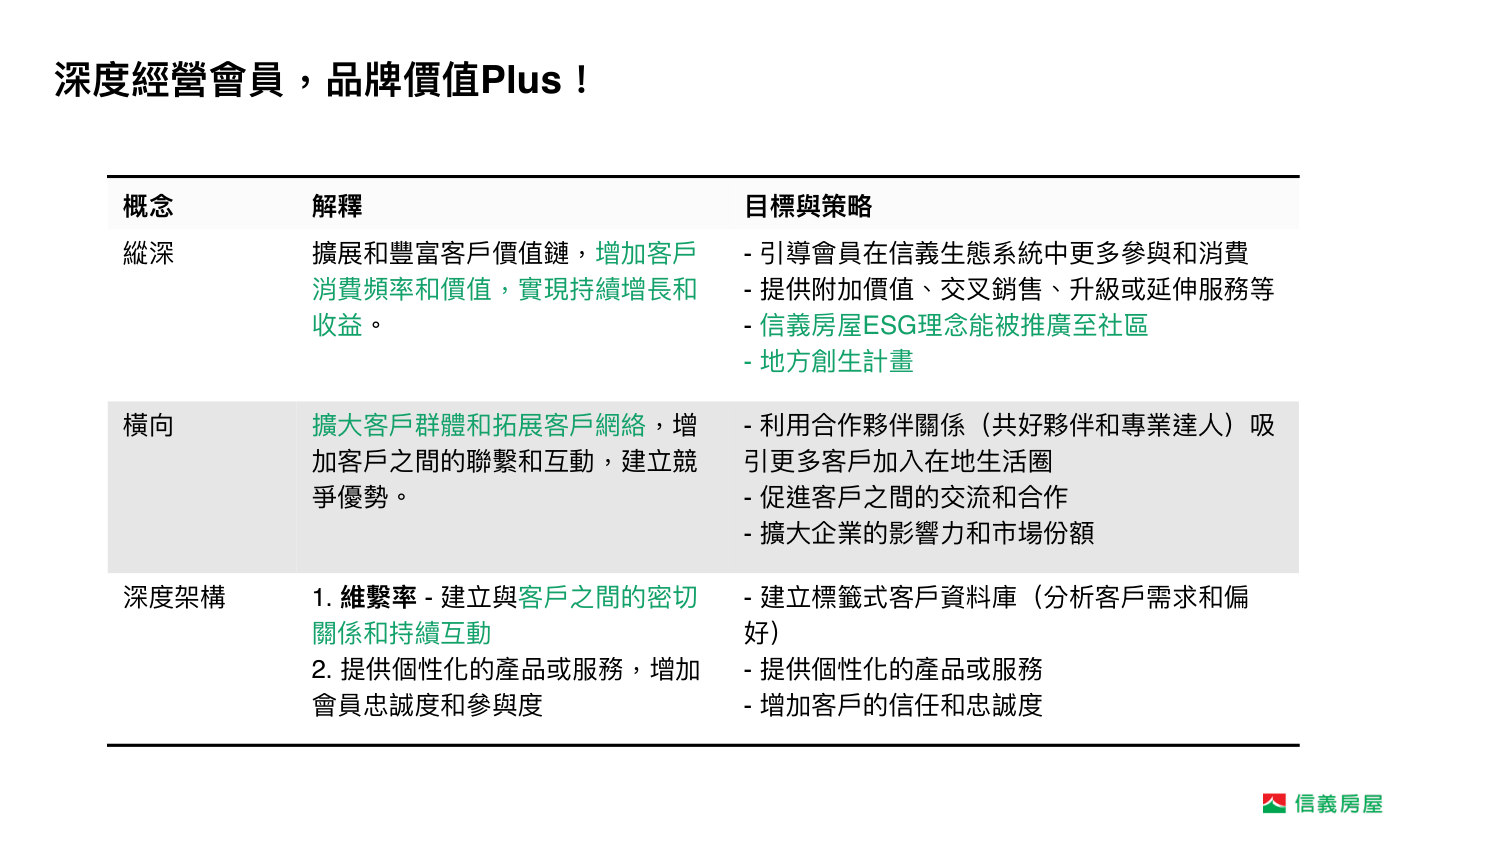 深度經營會員，品牌價值Plus！
概念
解釋
目標與策略
縱深
擴展和豐富客戶價值鏈，增加客戶
消費頻率和價值，實現持續增長和
收益。
- 引導會員在信義生態系統中更多參與和消費
- 提供附加價值、交叉銷售、升級或延伸服務等
- 信義房屋ESG理念能被推廣至社區
- 地方創生計畫
橫向
擴大客戶群體和拓展客戶網絡，增
加客戶之間的聯繫和互動，建立競
爭優勢。
- 利用合作夥伴關係（共好夥伴和專業達人）吸
引更多客戶加入在地生活圈
- 促進客戶之間的交流和合作
- 擴大企業的影響力和市場份額
深度架構
1. 維繫率 - 建立與客戶之間的密切
關係和持續互動
2. 提供個性化的產品或服務，增加
會員忠誠度和參與度
- 建立標籤式客戶資料庫（分析客戶需求和偏
好）
- 提供個性化的產品或服務
- 增加客戶的信任和忠誠度
信義房屋